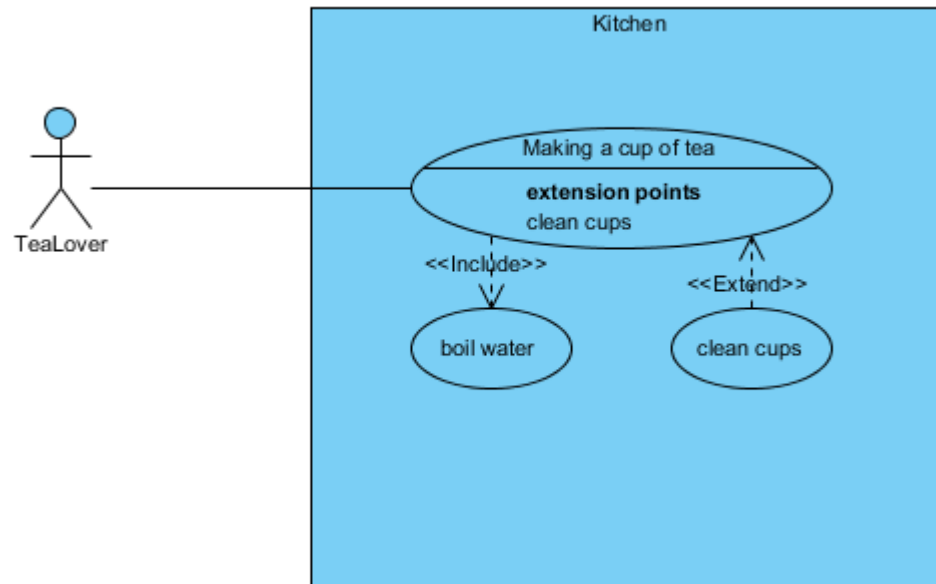 Kitchen
Making a cup of tea
extension points
clean cups
TeaLover
<<Include>>
<<Extend>>
boil water
clean cups